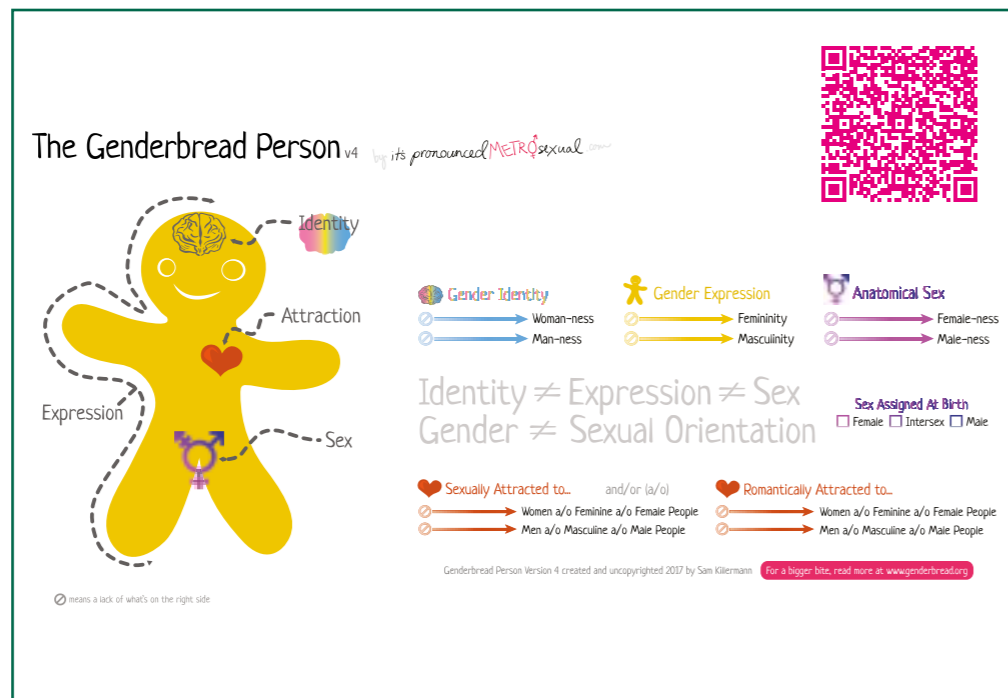 The Genderbread Person v4 by it's pronounced METROsexual com
Identity
Attraction
Expression
Sex
means a lack of what's on the right side
Gender Identity
Woman-ness
Man-ness
Gender Expression
Femininity
Masculinity
Anatomical Sex
Female-ness
Male-ness
Identity ≠ Expression ≠ Sex
Gender ≠ Sexual Orientation
Sex Assigned At Birth
Female Intersex Male
Sexually Attracted to... and/or (a/o)
Women a/o Feminine a/o Female People
Men a/o Masculine a/o Male People
Romantically Attracted to...
Women a/o Feminine a/o Female People
Men a/o Masculine a/o Male People
Genderbread Person Version 4 created and uncopyrighted 2017 by Sam Killermann
For a bigger bite, read more at www.genderbread.org